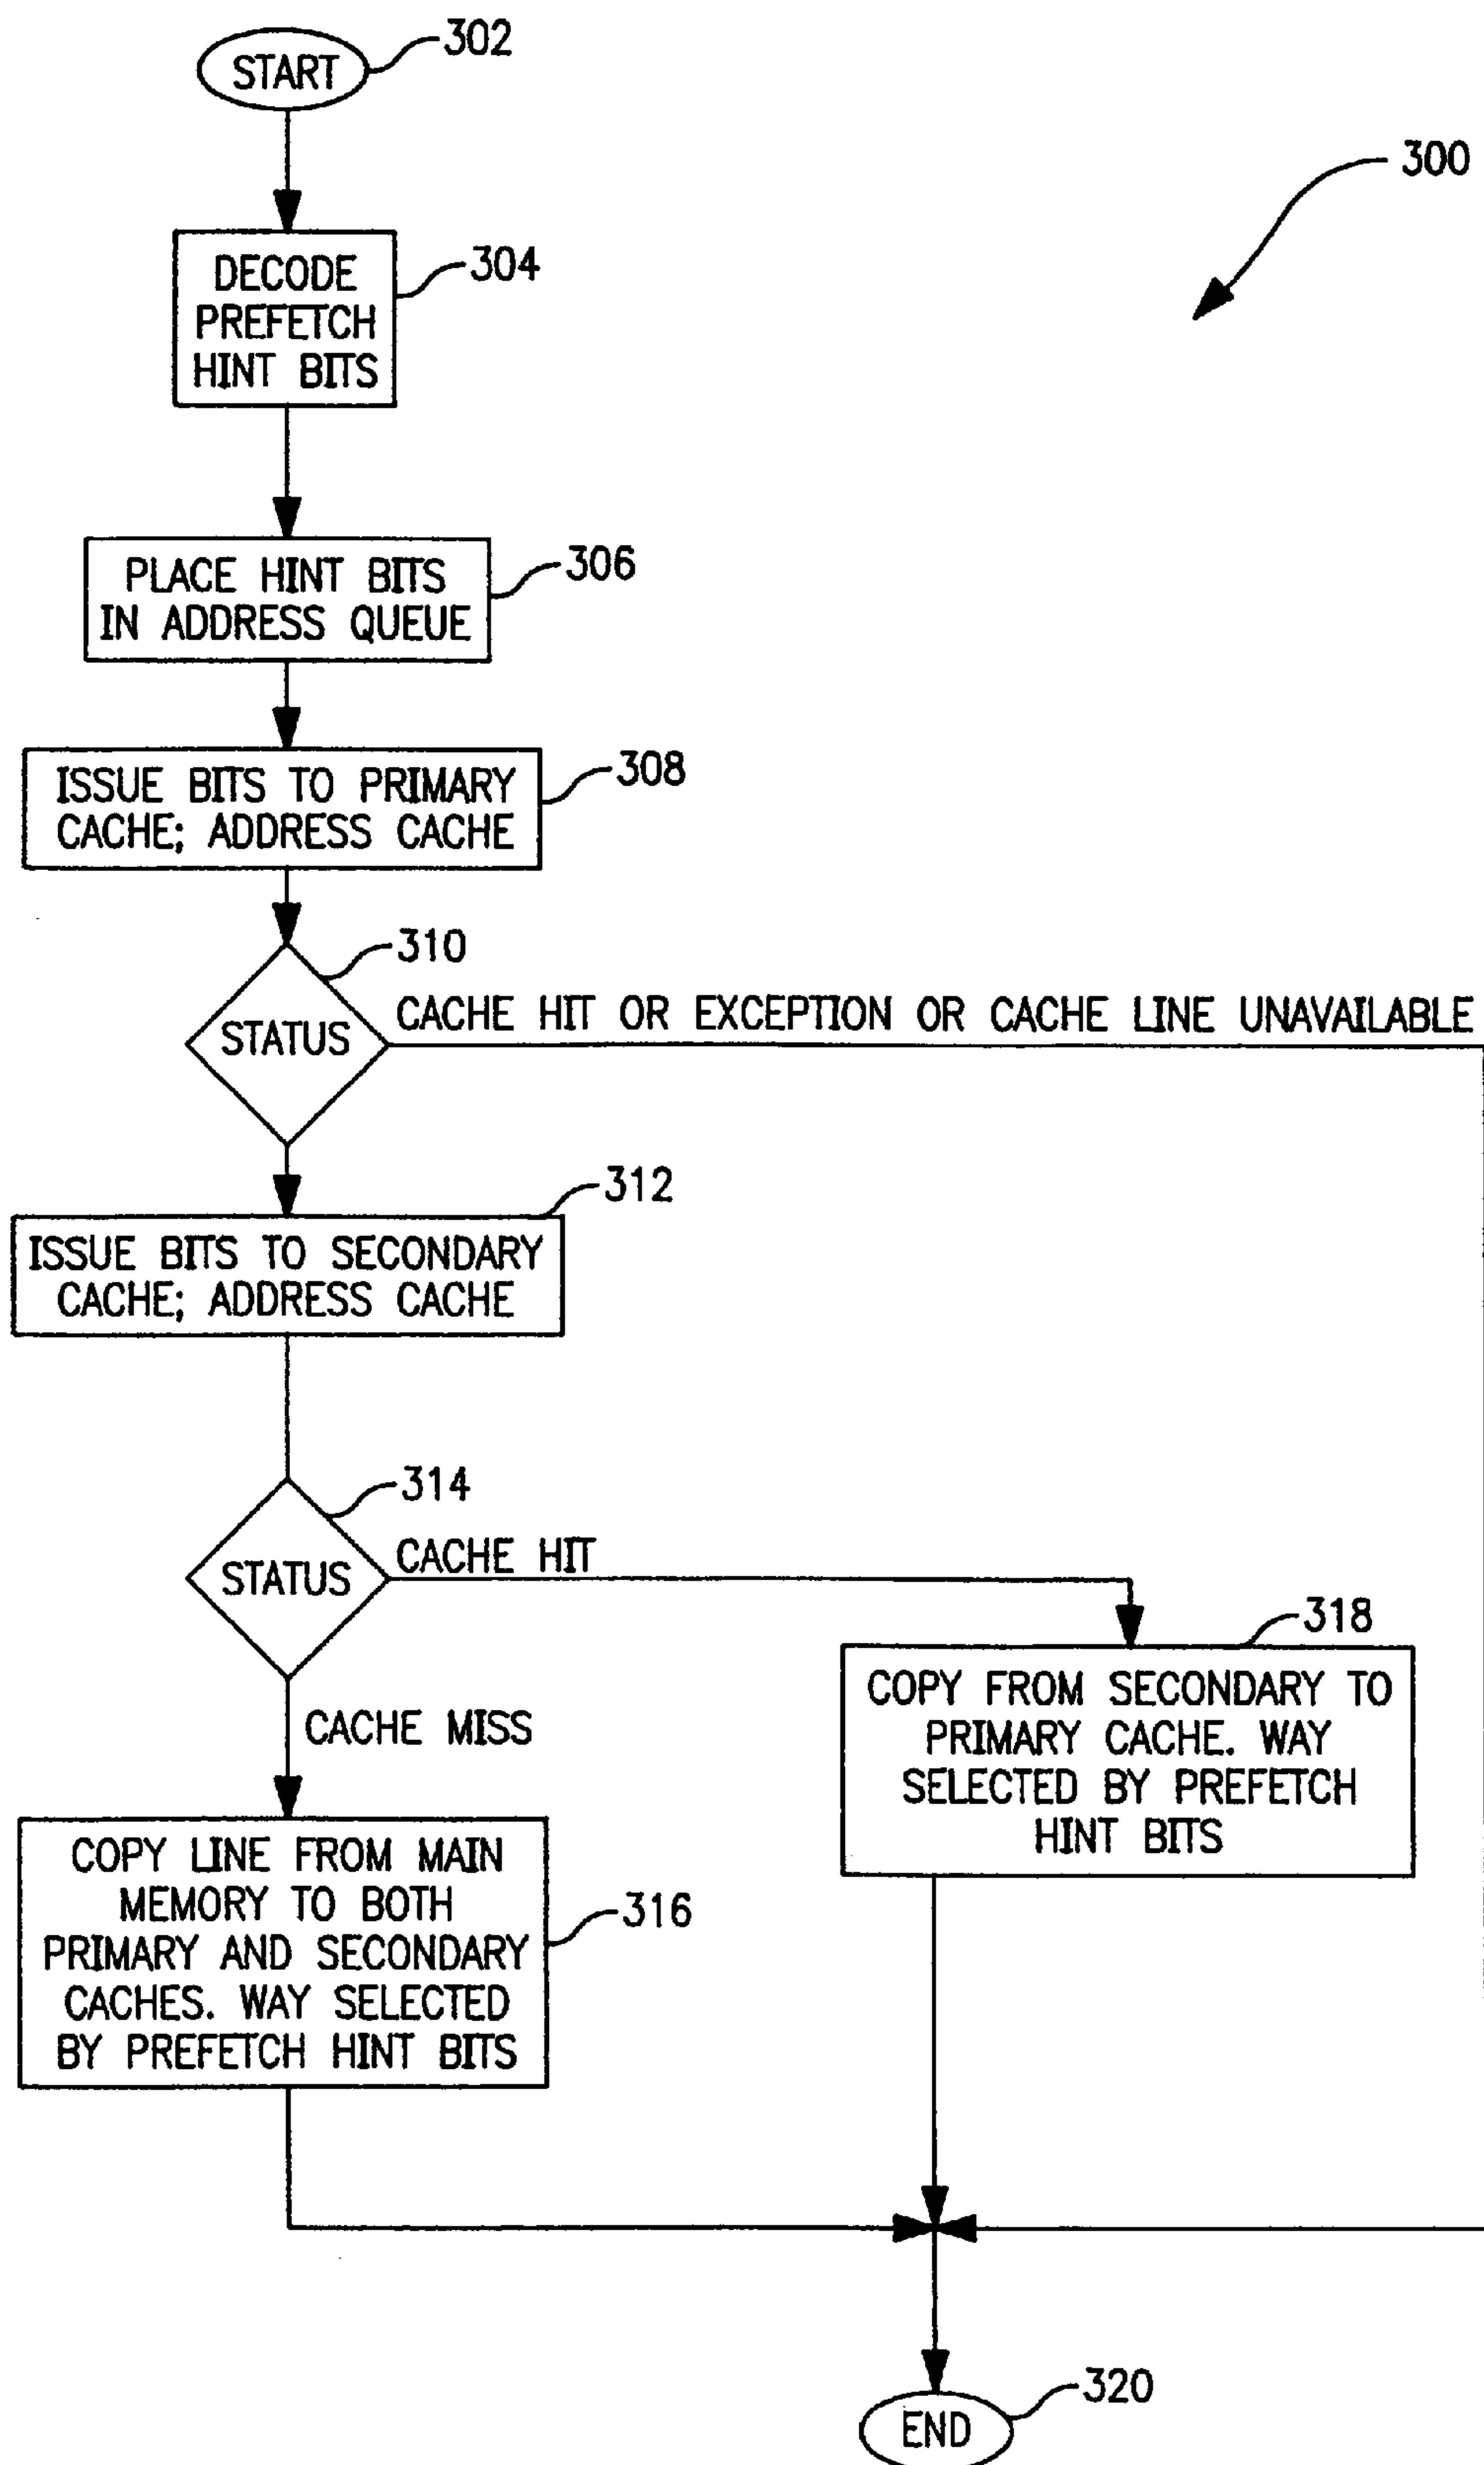 START
302
300
DECODE
PREFETCH
HINT BITS
304
PLACE HINT BITS
IN ADDRESS QUEUE
306
ISSUE BITS TO PRIMARY
CACHE; ADDRESS CACHE
308
310
STATUS
CACHE HIT OR EXCEPTION OR CACHE LINE UNAVAILABLE
312
ISSUE BITS TO SECONDARY
CACHE; ADDRESS CACHE
314
STATUS
CACHE HIT
318
COPY FROM SECONDARY TO
PRIMARY CACHE. WAY
SELECTED BY PREFETCH
HINT BITS
CACHE MISS
COPY LINE FROM MAIN
MEMORY TO BOTH
PRIMARY AND SECONDARY
CACHES. WAY SELECTED
BY PREFETCH HINT BITS
316
320
END